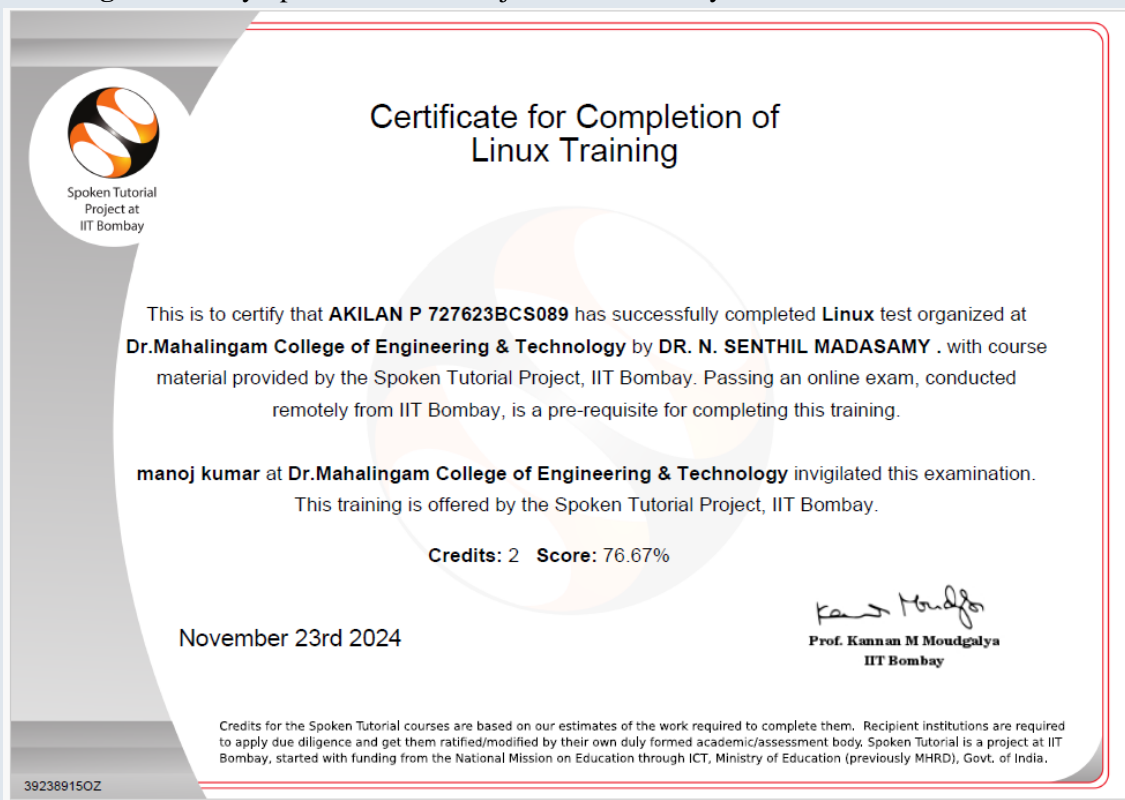 Spoken Tutorial
Project at
IIT Bombay
Certificate for Completion of
Linux Training
This is to certify that AKILAN P 727623BCS089 has successfully completed Linux test organized at
Dr.Mahalingam College of Engineering & Technology by DR. N. SENTHIL MADASAMY . with course
material provided by the Spoken Tutorial Project, IIT Bombay. Passing an online exam, conducted
remotely from IIT Bombay, is a pre-requisite for completing this training.
manoj kumar at Dr.Mahalingam College of Engineering & Technology invigilated this examination.
This training is offered by the Spoken Tutorial Project, IIT Bombay.
Credits: 2 Score: 76.67%
November 23rd 2024
Prof. Kannan M Moudgalya
IIT Bombay
Credits for the Spoken Tutorial courses are based on our estimates of the work required to complete them. Recipient institutions are required
to apply due diligence and get them ratified/modified by their own duly formed academic/assessment body. Spoken Tutorial is a project at IIT
Bombay, started with funding from the National Mission on Education through ICT, Ministry of Education (previously MHRD), Govt. of India.
39238915OZ